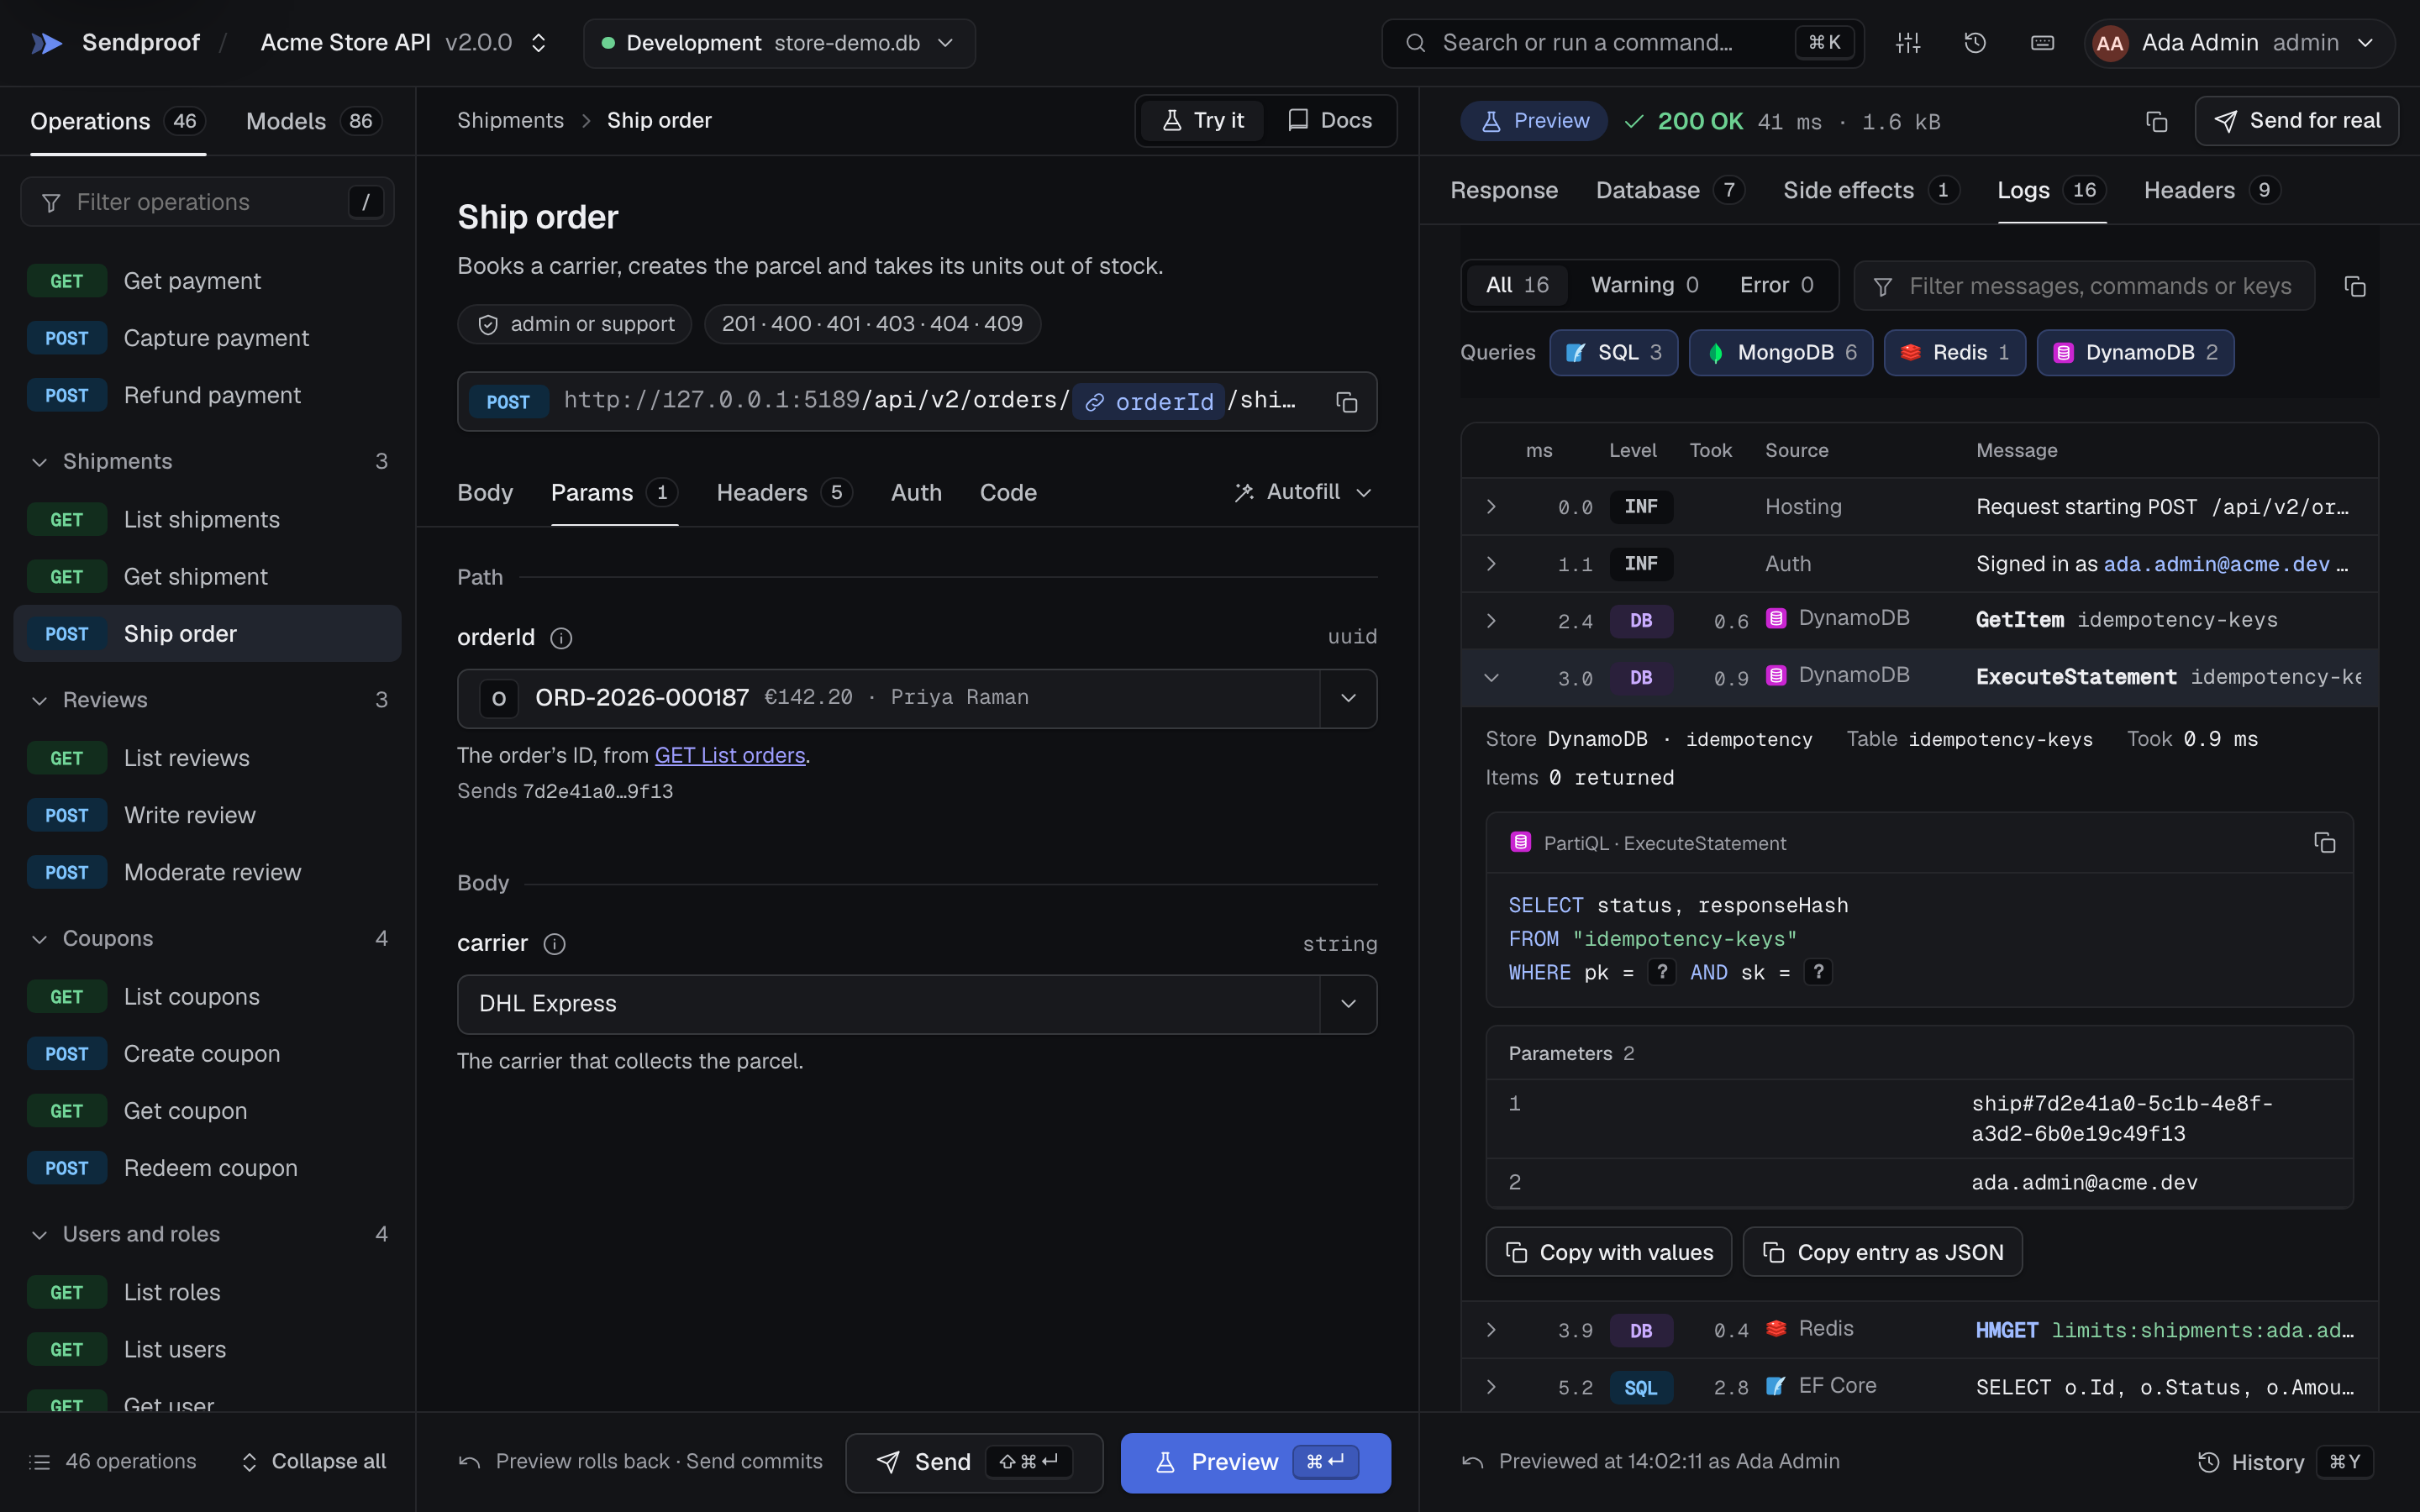 Sendproof / Acme Store API v2.0.0
Development store-demo.db
Search or run a command... ⌘K
AA Ada Admin admin
Operations 46 Models 86
Filter operations /
GET Get payment
POST Capture payment
POST Refund payment
Shipments 3
GET List shipments
GET Get shipment
POST Ship order
Reviews 3
GET List reviews
POST Write review
POST Moderate review
Coupons 4
GET List coupons
POST Create coupon
GET Get coupon
POST Redeem coupon
Users and roles 4
GET List roles
GET List users
GET Get user
46 operations Collapse all
Shipments > Ship order
Try it Docs
Ship order
Books a carrier, creates the parcel and takes its units out of stock.
admin or support 201 · 400 · 401 · 403 · 404 · 409
POST http://127.0.0.1:5189/api/v2/orders/ orderId /shi…
Body Params 1 Headers 5 Auth Code Autofill
Path
orderId uuid
O ORD-2026-000187 €142.20 · Priya Raman
The order’s ID, from GET List orders.
Sends 7d2e41a0…9f13
Body
carrier string
DHL Express
The carrier that collects the parcel.
Preview rolls back · Send commits
Send ⇧⌘↵
Preview ⌘↵
Preview 200 OK 41 ms · 1.6 kB
Send for real
Response Database 7 Side effects 1 Logs 16 Headers 9
All 16 Warning 0 Error 0
Filter messages, commands or keys
Queries SQL 3 MongoDB 6 Redis 1 DynamoDB 2
ms Level Took Source Message
0.0 INF Hosting Request starting POST /api/v2/or…
1.1 INF Auth Signed in as ada.admin@acme.dev …
2.4 DB 0.6 DynamoDB GetItem idempotency-keys
3.0 DB 0.9 DynamoDB ExecuteStatement idempotency-ke
Store DynamoDB · idempotency Table idempotency-keys Took 0.9 ms
Items 0 returned
PartiQL · ExecuteStatement
SELECT status, responseHash
FROM "idempotency-keys"
WHERE pk = ? AND sk = ?
Parameters 2
1 ship#7d2e41a0-5c1b-4e8f-
a3d2-6b0e19c49f13
2 ada.admin@acme.dev
Copy with values Copy entry as JSON
3.9 DB 0.4 Redis HMGET limits:shipments:ada.ad…
5.2 SQL 2.8 EF Core SELECT o.Id, o.Status, o.Amou…
Previewed at 14:02:11 as Ada Admin
History ⌘Y